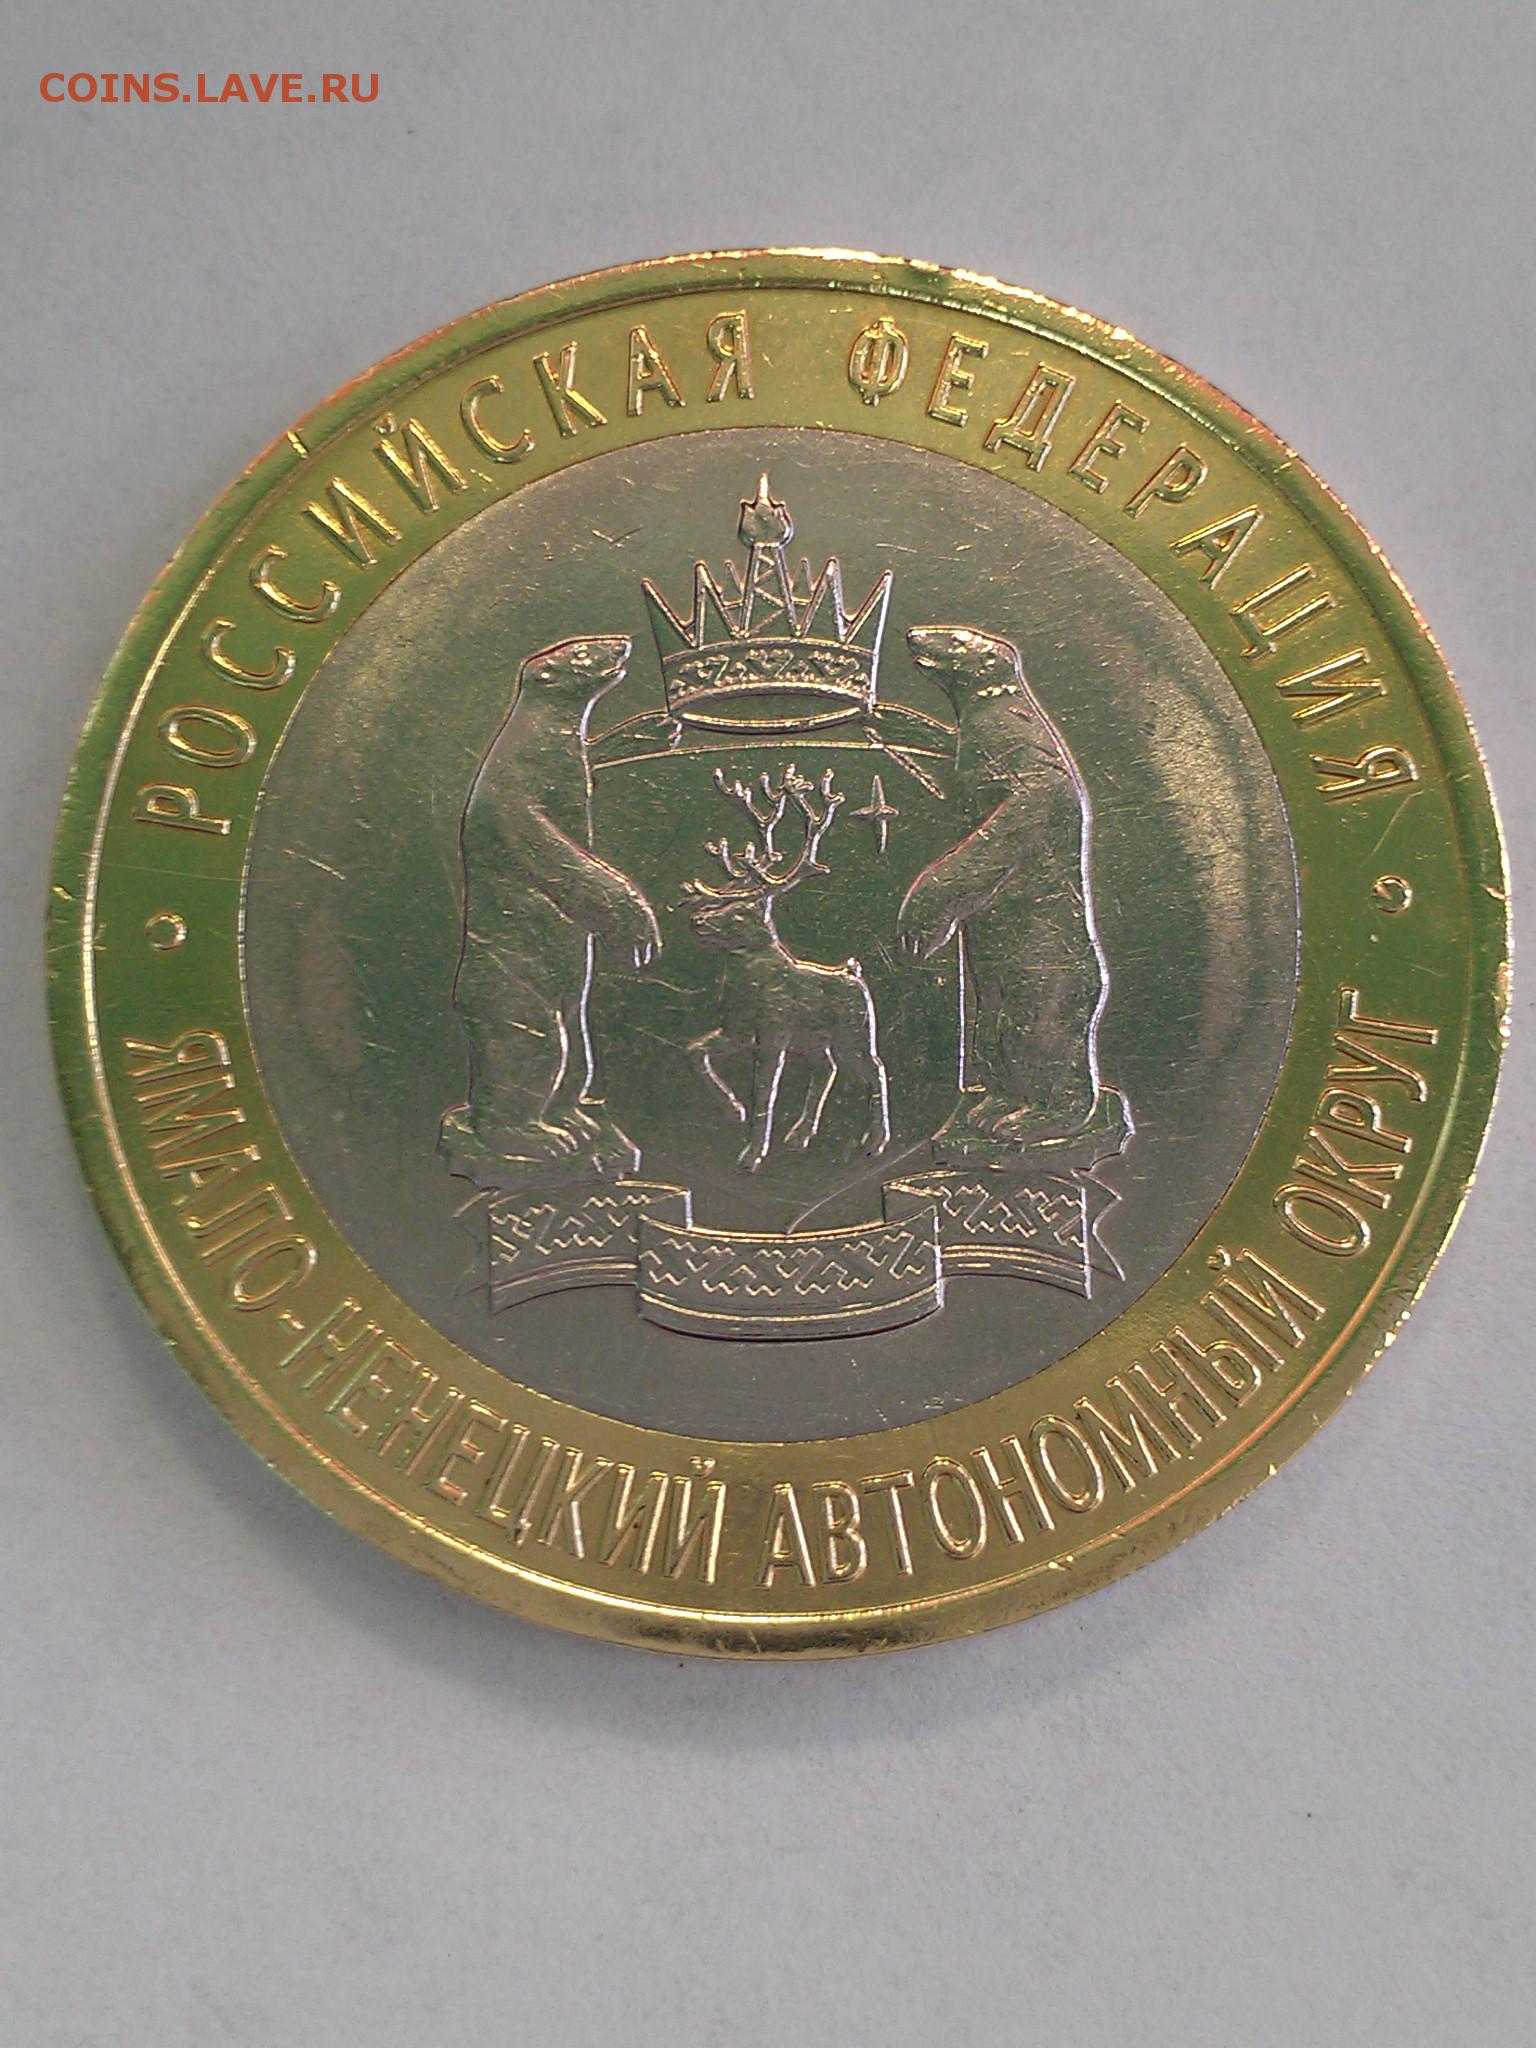 COINS.LAVE.RU
РОССИЙСКАЯ ФЕДЕРАЦИЯ
ЯМАЛО-НЕНЕЦКИЙ АВТОНОМНЫЙ ОКРУГ